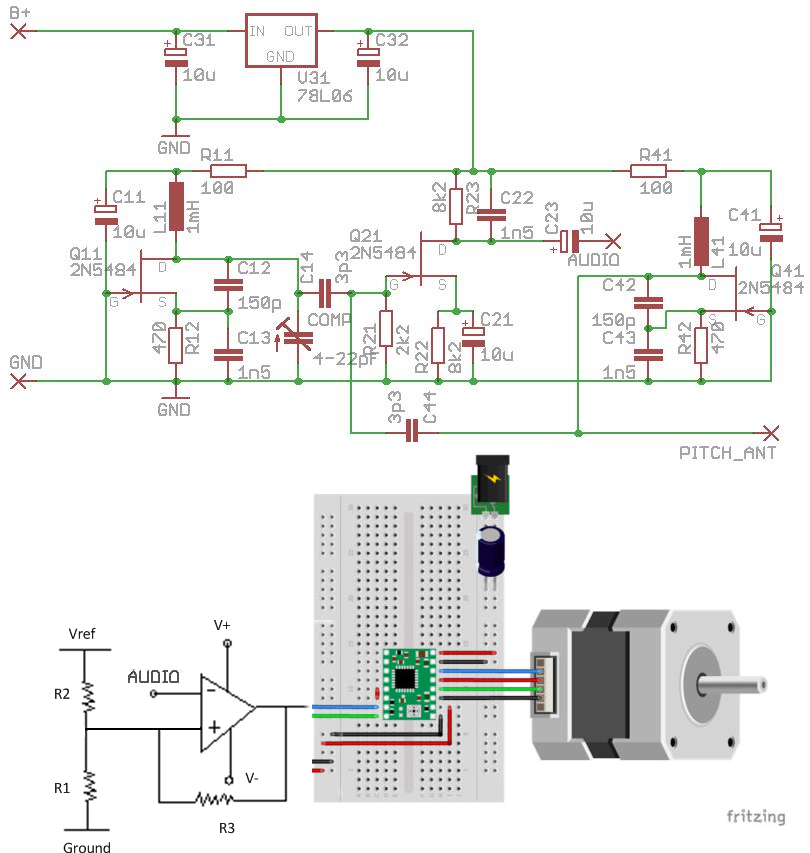 B+
C31
10u
IN
OUT
GND
V31
78L06
C32
10u
GND
R11
100
R41
100
C11
10u
L11
1mH
8k2
R23
C22
1n5
C23
10u
AUDIO
1mH
L41
C41
10u
Q11
2N5484
D
G
S
C12
150p
C14
3p3
COMP
Q21
2N5484
D
G
S
C42
150p
Q41
2N5484
D
S
G
470
R12
C13
1n5
4-22pF
R21
2k2
R22
8k2
C21
10u
C43
1n5
R42
470
GND
GND
3p3
C44
PITCH_ANT
Vref
V+
AUDIO
R2
-
+
R1
V-
R3
Ground
fritzing